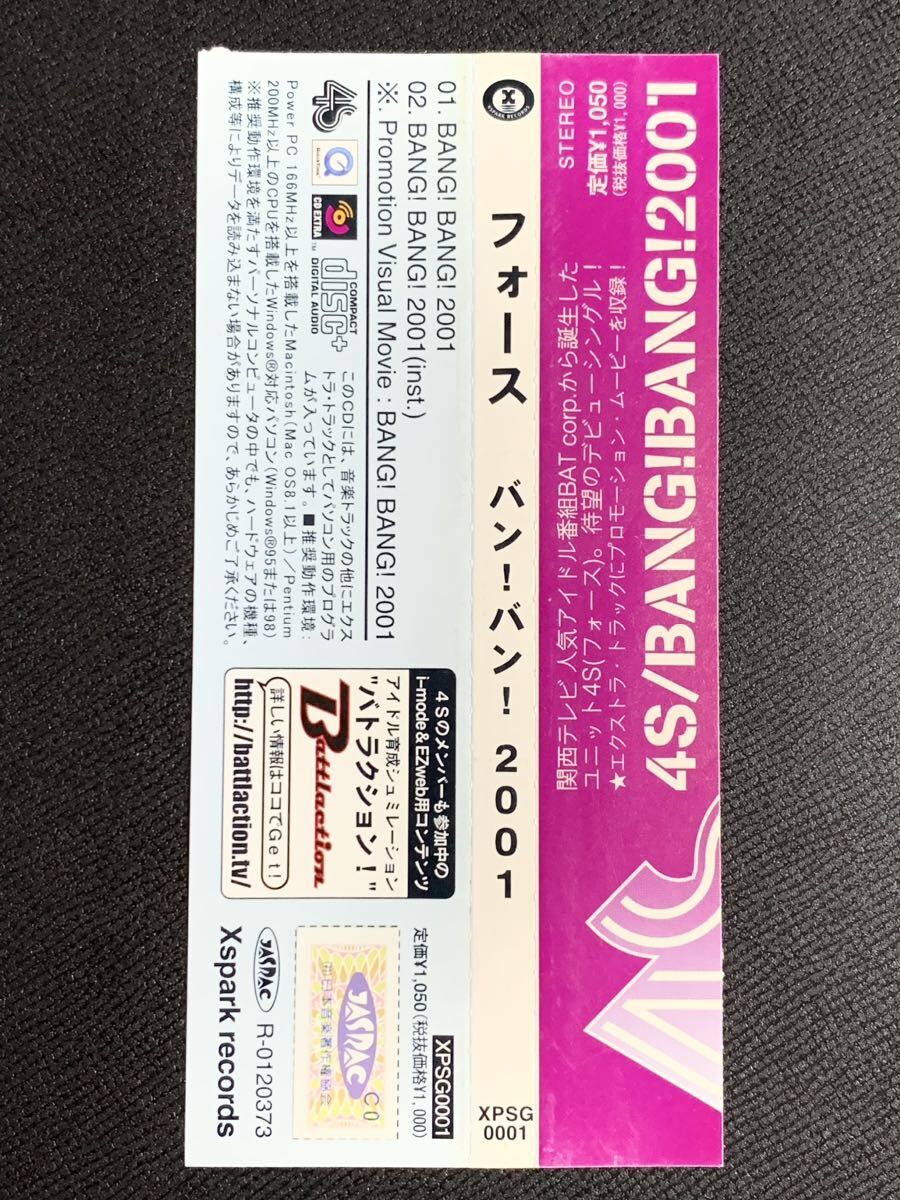 4S/BANG!BANG!2001
関西テレビ人気アイドル番組BAT corp.から誕生した
ユニット4S(フォース)。待望のデビューシングル!
★エクストラ・トラックにプロモーション・ムービーを収録!
STEREO
定価¥1,050
(税抜価格¥1,000)
X
XSPARK RECORDS
フォース バン!バン! 2001
XPSG
0001
01. BANG! BANG! 2001
02. BANG! BANG! 2001(inst.)
※. Promotion Visual Movie : BANG! BANG! 2001
4S
QuickTime
CD EXTRA
TM
COMPACT
disc+
DIGITAL AUDIO
このCDには、音楽トラックの他にエクス
トラ・トラックとしてパソコン用のプログラ
ムが入っています。■推奨動作環境:
Power PC 166MHz以上を搭載したMacintosh(Mac OS8.1以上)/Pentium
200MHz以上のCPUを搭載したWindows®対応パソコン(Windows®95または98)
※推奨動作環境を満たすパーソナルコンピュータの中でも、ハードウェアの機種、
構成等によりデータを読み込まない場合がありますので、あらかじめご了承ください。
4Sのメンバーも参加中の
i-mode&EZweb用コンテンツ
アイドル育成シュミレーション
"バトラクション!"
Battlaction
詳しい情報はココでGet!
http://battlaction.tv/
XPSG0001
定価¥1,050(税抜価格¥1,000)
JASRAC
C0
日本音楽著作権協会
JASRAC
R-0120373
Xspark records